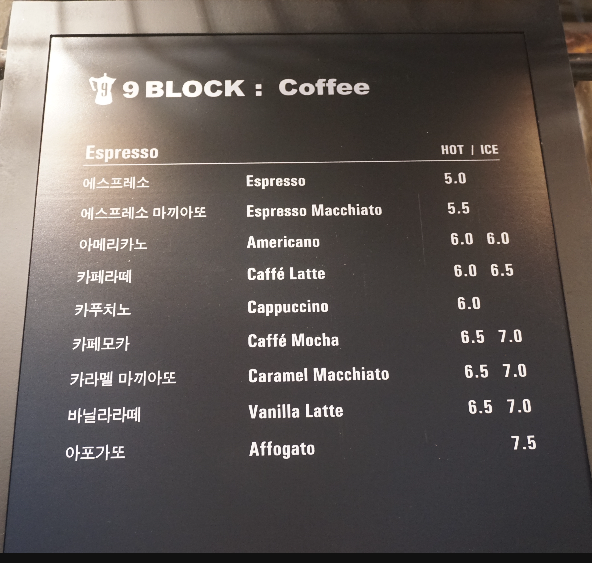 9 9 BLOCK : Coffee
Espresso HOT / ICE
에스프레소 Espresso 5.0
에스프레소 마끼아또 Espresso Macchiato 5.5
아메리카노 Americano 6.0 6.0
카페라떼 Caffé Latte 6.0 6.5
카푸치노 Cappuccino 6.0
카페모카 Caffé Mocha 6.5 7.0
카라멜 마끼아또 Caramel Macchiato 6.5 7.0
바닐라라떼 Vanilla Latte 6.5 7.0
아포가또 Affogato 7.5